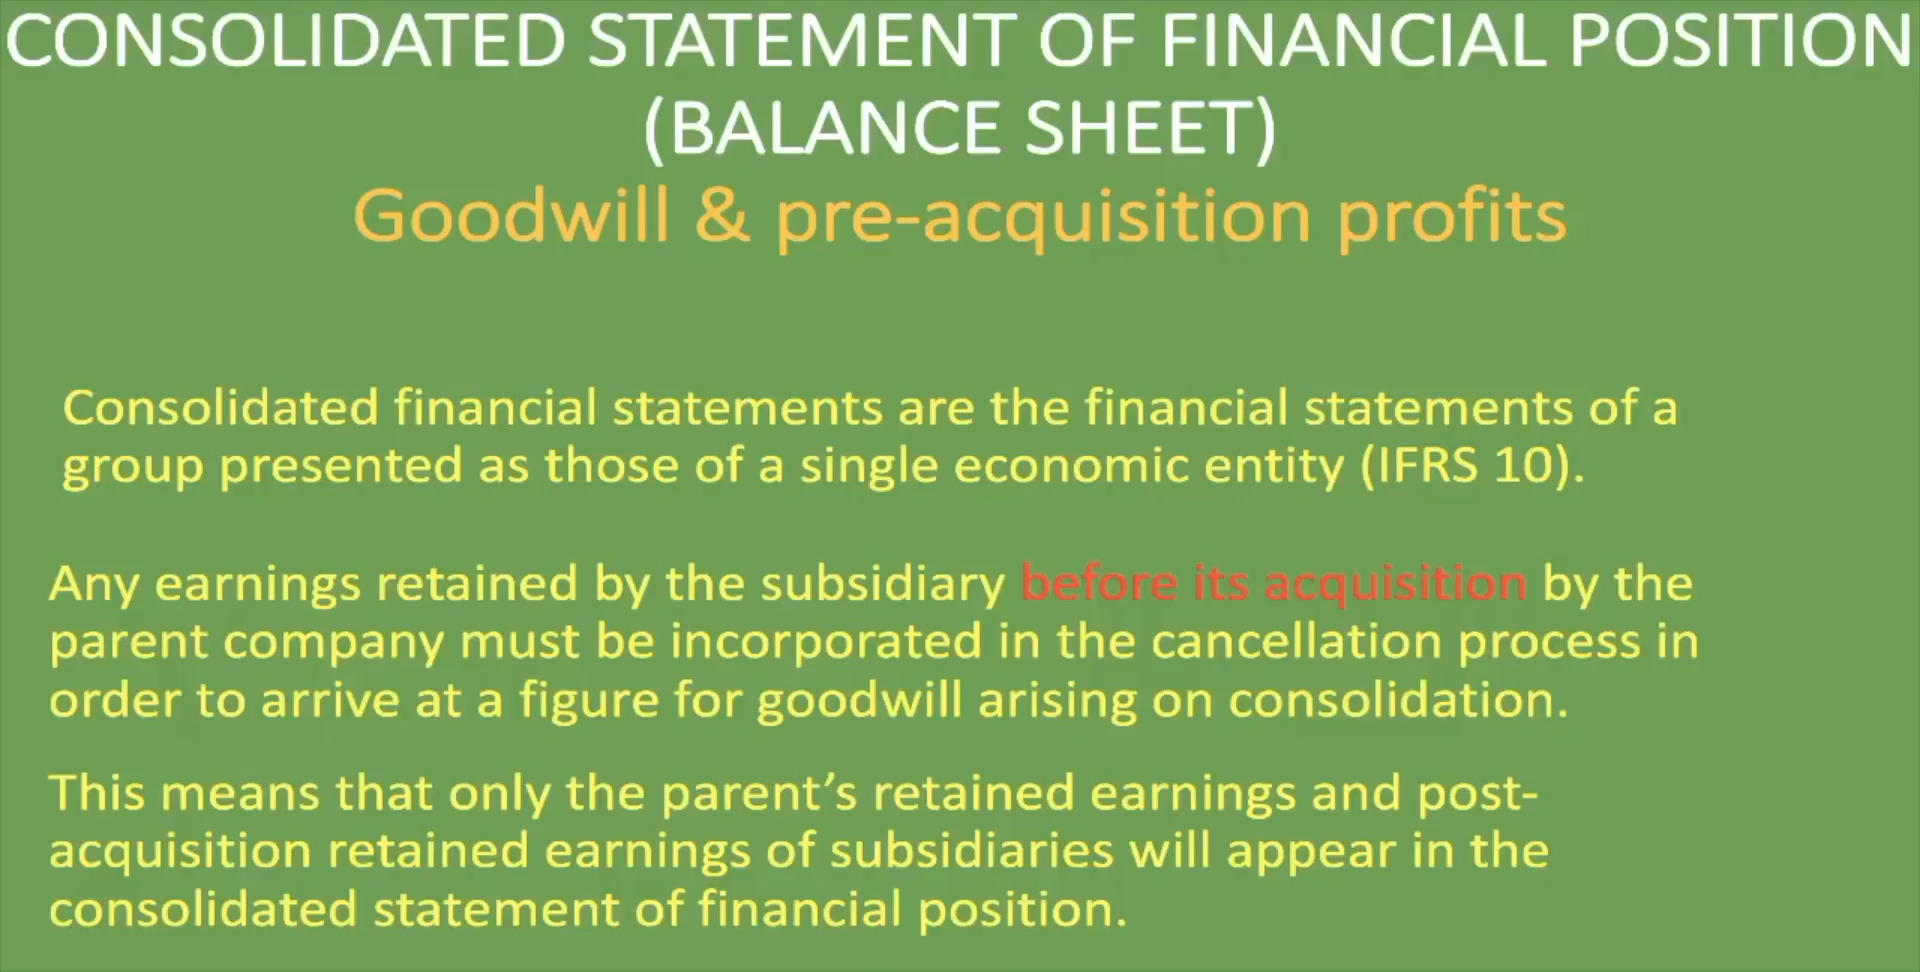 CONSOLIDATED STATEMENT OF FINANCIAL POSITION
(BALANCE SHEET)
Goodwill & pre-acquisition profits
Consolidated financial statements are the financial statements of a
group presented as those of a single economic entity (IFRS 10).
Any earnings retained by the subsidiary before its acquisition by the
parent company must be incorporated in the cancellation process in
order to arrive at a figure for goodwill arising on consolidation.
This means that only the parent’s retained earnings and post-
acquisition retained earnings of subsidiaries will appear in the
consolidated statement of financial position.